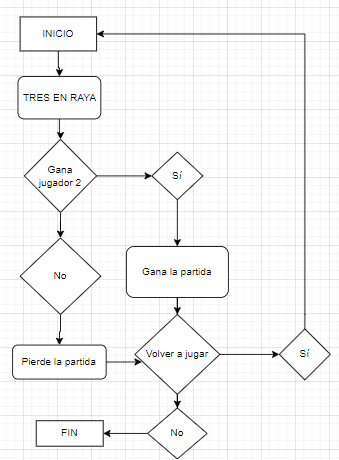 INICIO
TRES EN RAYA
Gana
jugador 2
Sí
No
Gana la partida
Pierde la partida
Volver a jugar
Sí
FIN
No